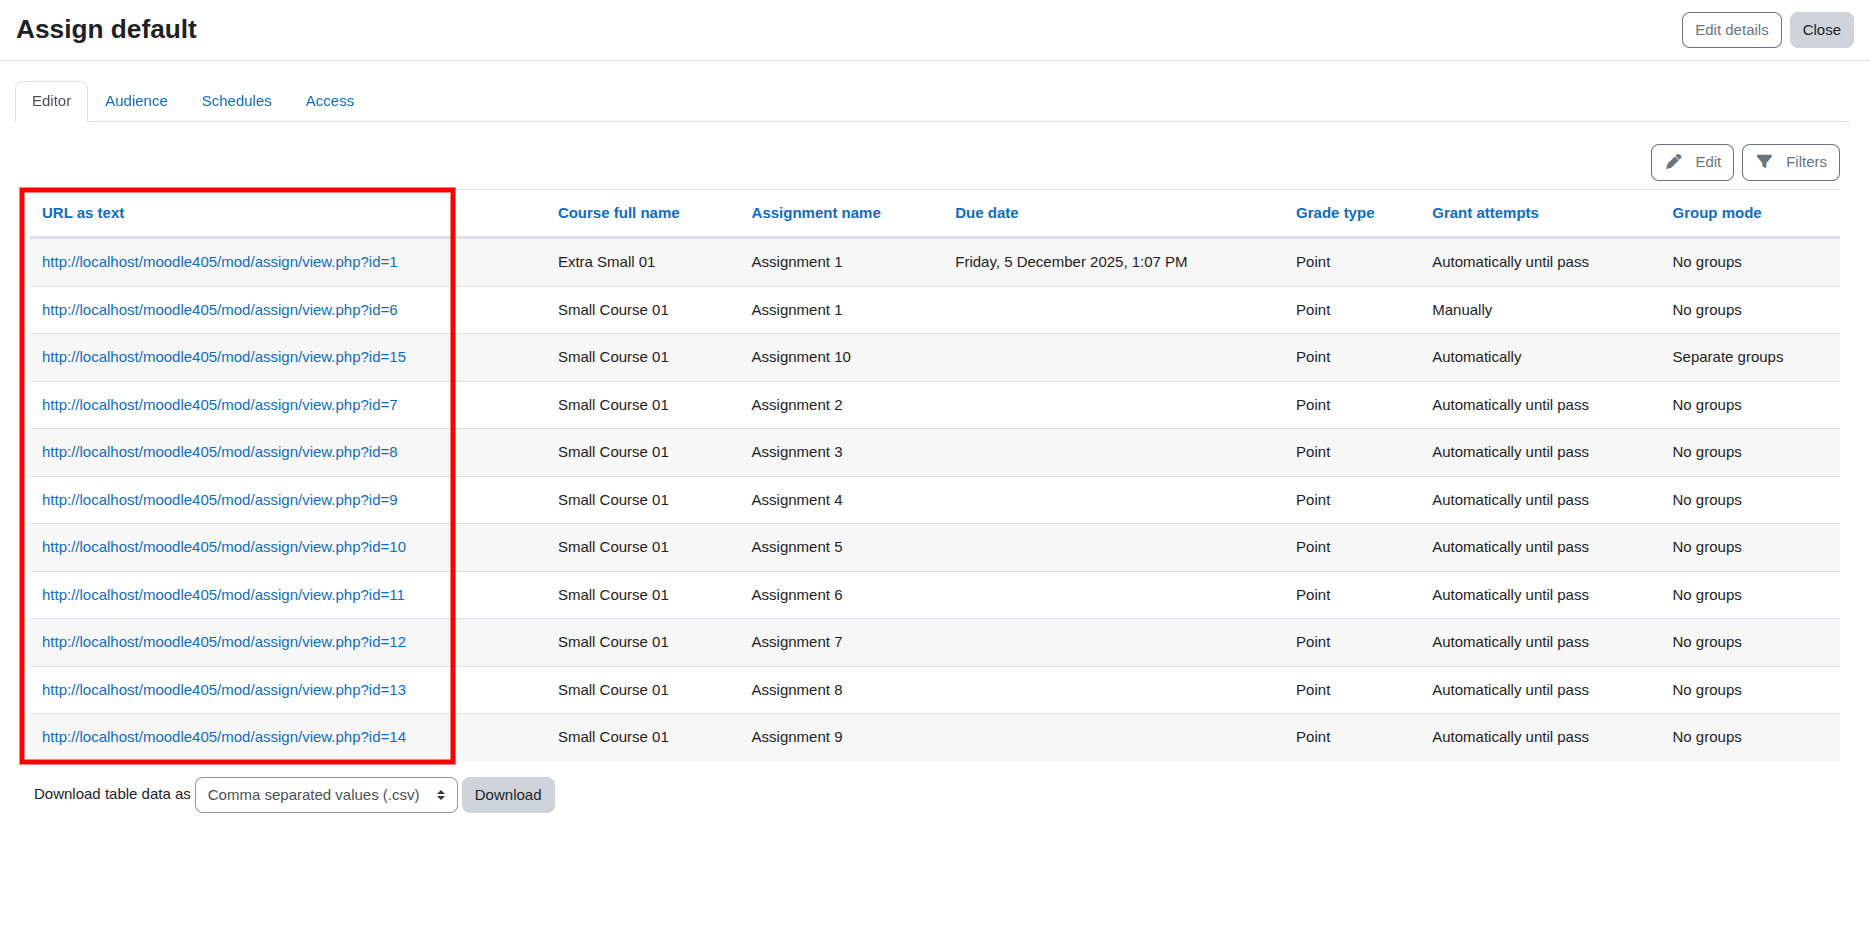 Assign default
Edit details Close
Editor Audience Schedules Access
Edit Filters
URL as text Course full name Assignment name Due date Grade type Grant attempts Group mode
http://localhost/moodle405/mod/assign/view.php?id=1 Extra Small 01 Assignment 1 Friday, 5 December 2025, 1:07 PM Point Automatically until pass No groups
http://localhost/moodle405/mod/assign/view.php?id=6 Small Course 01 Assignment 1 Point Manually No groups
http://localhost/moodle405/mod/assign/view.php?id=15 Small Course 01 Assignment 10 Point Automatically Separate groups
http://localhost/moodle405/mod/assign/view.php?id=7 Small Course 01 Assignment 2 Point Automatically until pass No groups
http://localhost/moodle405/mod/assign/view.php?id=8 Small Course 01 Assignment 3 Point Automatically until pass No groups
http://localhost/moodle405/mod/assign/view.php?id=9 Small Course 01 Assignment 4 Point Automatically until pass No groups
http://localhost/moodle405/mod/assign/view.php?id=10 Small Course 01 Assignment 5 Point Automatically until pass No groups
http://localhost/moodle405/mod/assign/view.php?id=11 Small Course 01 Assignment 6 Point Automatically until pass No groups
http://localhost/moodle405/mod/assign/view.php?id=12 Small Course 01 Assignment 7 Point Automatically until pass No groups
http://localhost/moodle405/mod/assign/view.php?id=13 Small Course 01 Assignment 8 Point Automatically until pass No groups
http://localhost/moodle405/mod/assign/view.php?id=14 Small Course 01 Assignment 9 Point Automatically until pass No groups
Download table data as Comma separated values (.csv) Download